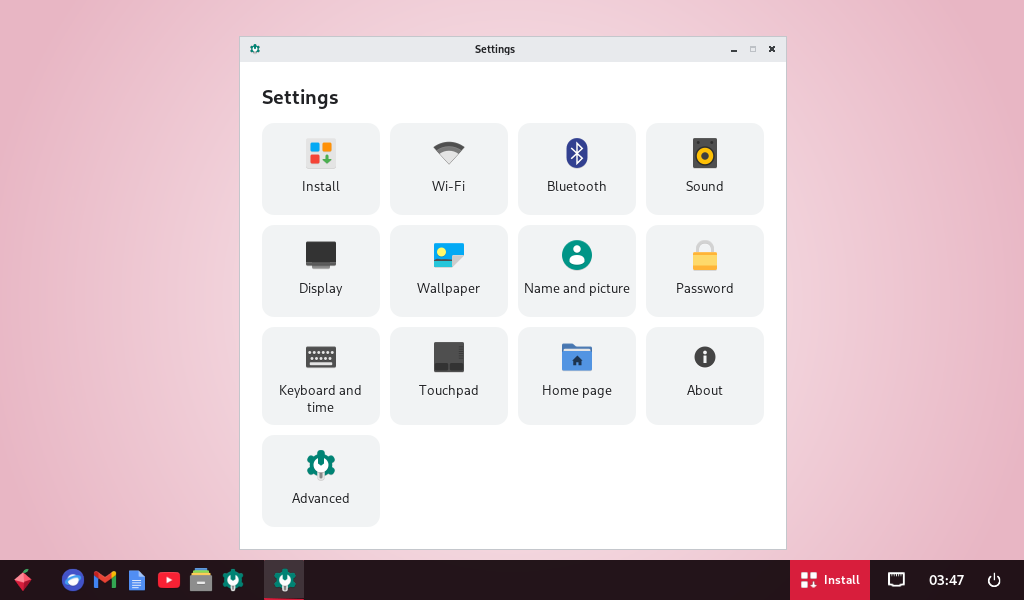 Settings
Settings
Install
Wi-Fi
Bluetooth
Sound
Display
Wallpaper
Name and picture
Password
Keyboard and
time
Touchpad
Home page
About
Advanced
Install
03:47